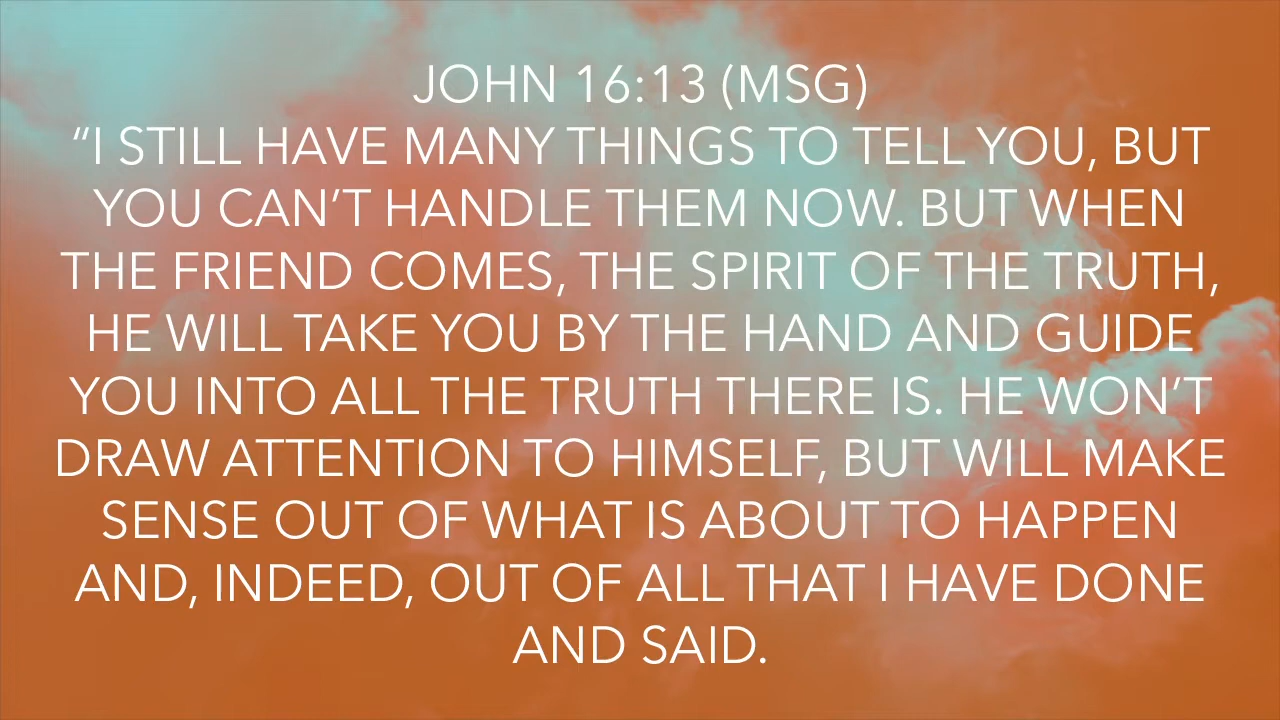 JOHN 16:13 (MSG)
“I STILL HAVE MANY THINGS TO TELL YOU, BUT
YOU CAN’T HANDLE THEM NOW. BUT WHEN
THE FRIEND COMES, THE SPIRIT OF THE TRUTH,
HE WILL TAKE YOU BY THE HAND AND GUIDE
YOU INTO ALL THE TRUTH THERE IS. HE WON’T
DRAW ATTENTION TO HIMSELF, BUT WILL MAKE
SENSE OUT OF WHAT IS ABOUT TO HAPPEN
AND, INDEED, OUT OF ALL THAT I HAVE DONE
AND SAID.